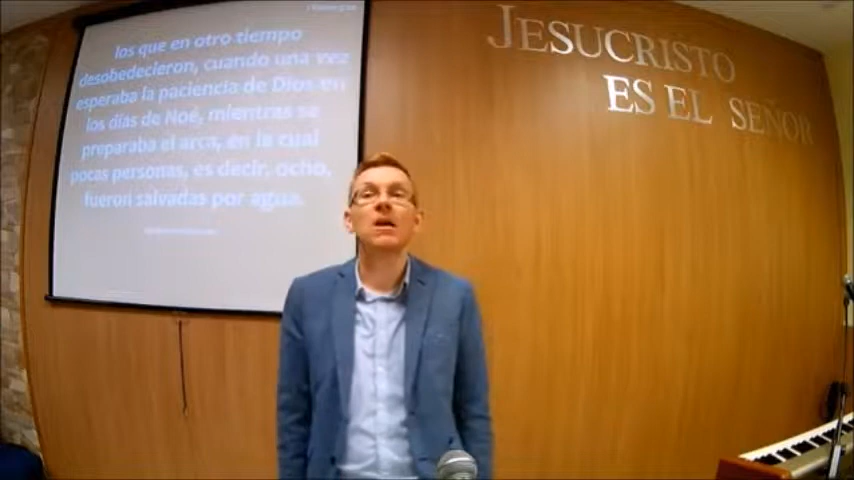 los que en otro tiempo
desobedecieron, cuando una vez
esperaba la paciencia de Dios en
los días de Noé, mientras se
preparaba el arca, en la cual
pocas personas, es decir, ocho,
fueron salvadas por agua.
JESUCRISTO
ES EL SEÑOR